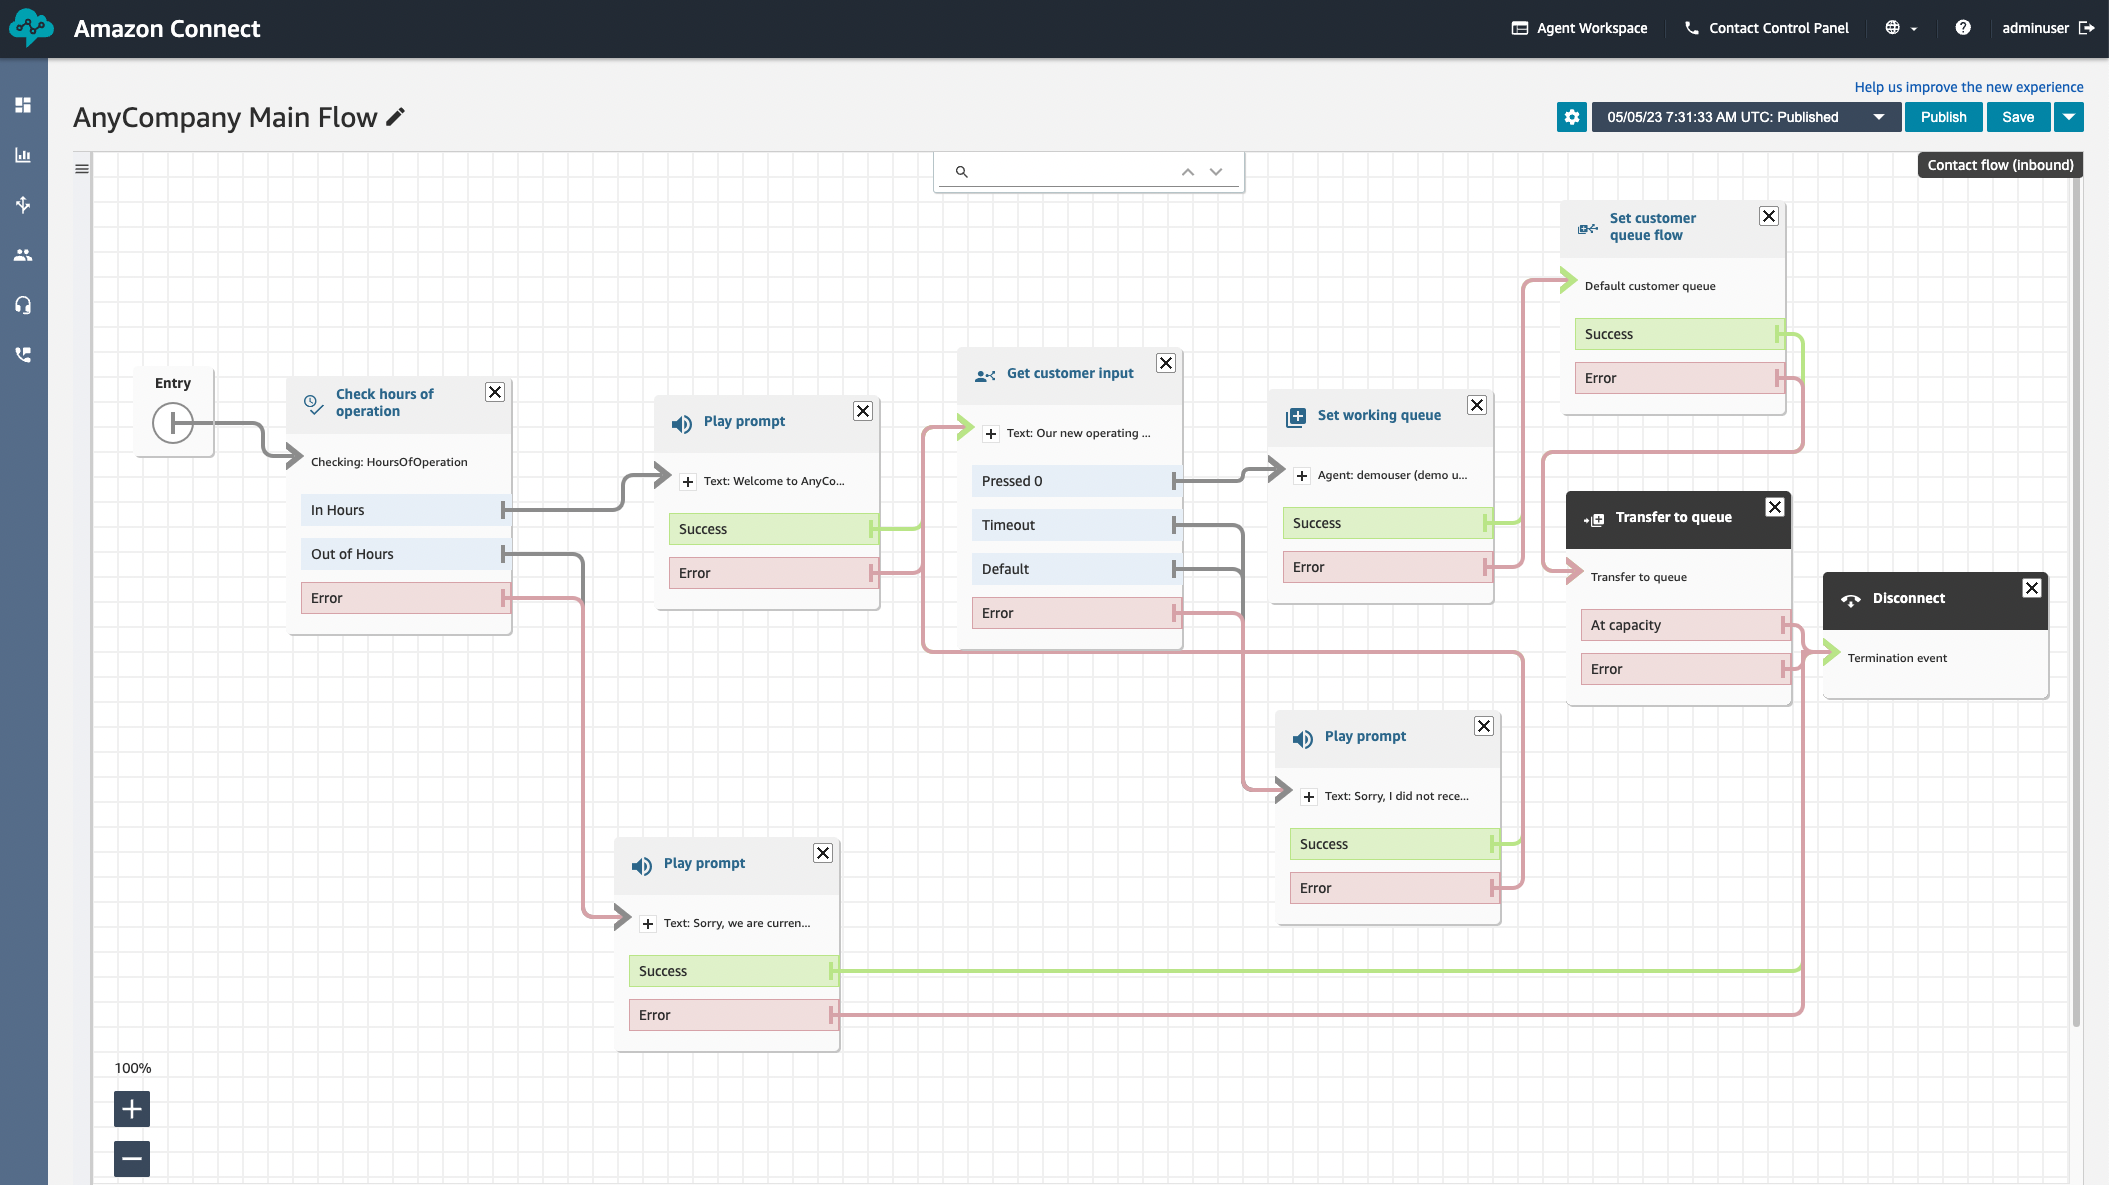 Amazon Connect
Agent Workspace
Contact Control Panel
adminuser
Help us improve the new experience
AnyCompany Main Flow
05/05/23 7:31:33 AM UTC: Published
Publish
Save
Contact flow (inbound)
Entry
Check hours of
operation
Checking: HoursOfOperation
In Hours
Out of Hours
Error
Play prompt
Text: Welcome to AnyCo...
Success
Error
Get customer input
Text: Our new operating ...
Pressed 0
Timeout
Default
Error
Set working queue
Agent: demouser (demo u...
Success
Error
Set customer
queue flow
Default customer queue
Success
Error
Transfer to queue
Transfer to queue
At capacity
Error
Disconnect
Termination event
Play prompt
Text: Sorry, I did not rece...
Success
Error
Play prompt
Text: Sorry, we are curren...
Success
Error
100%